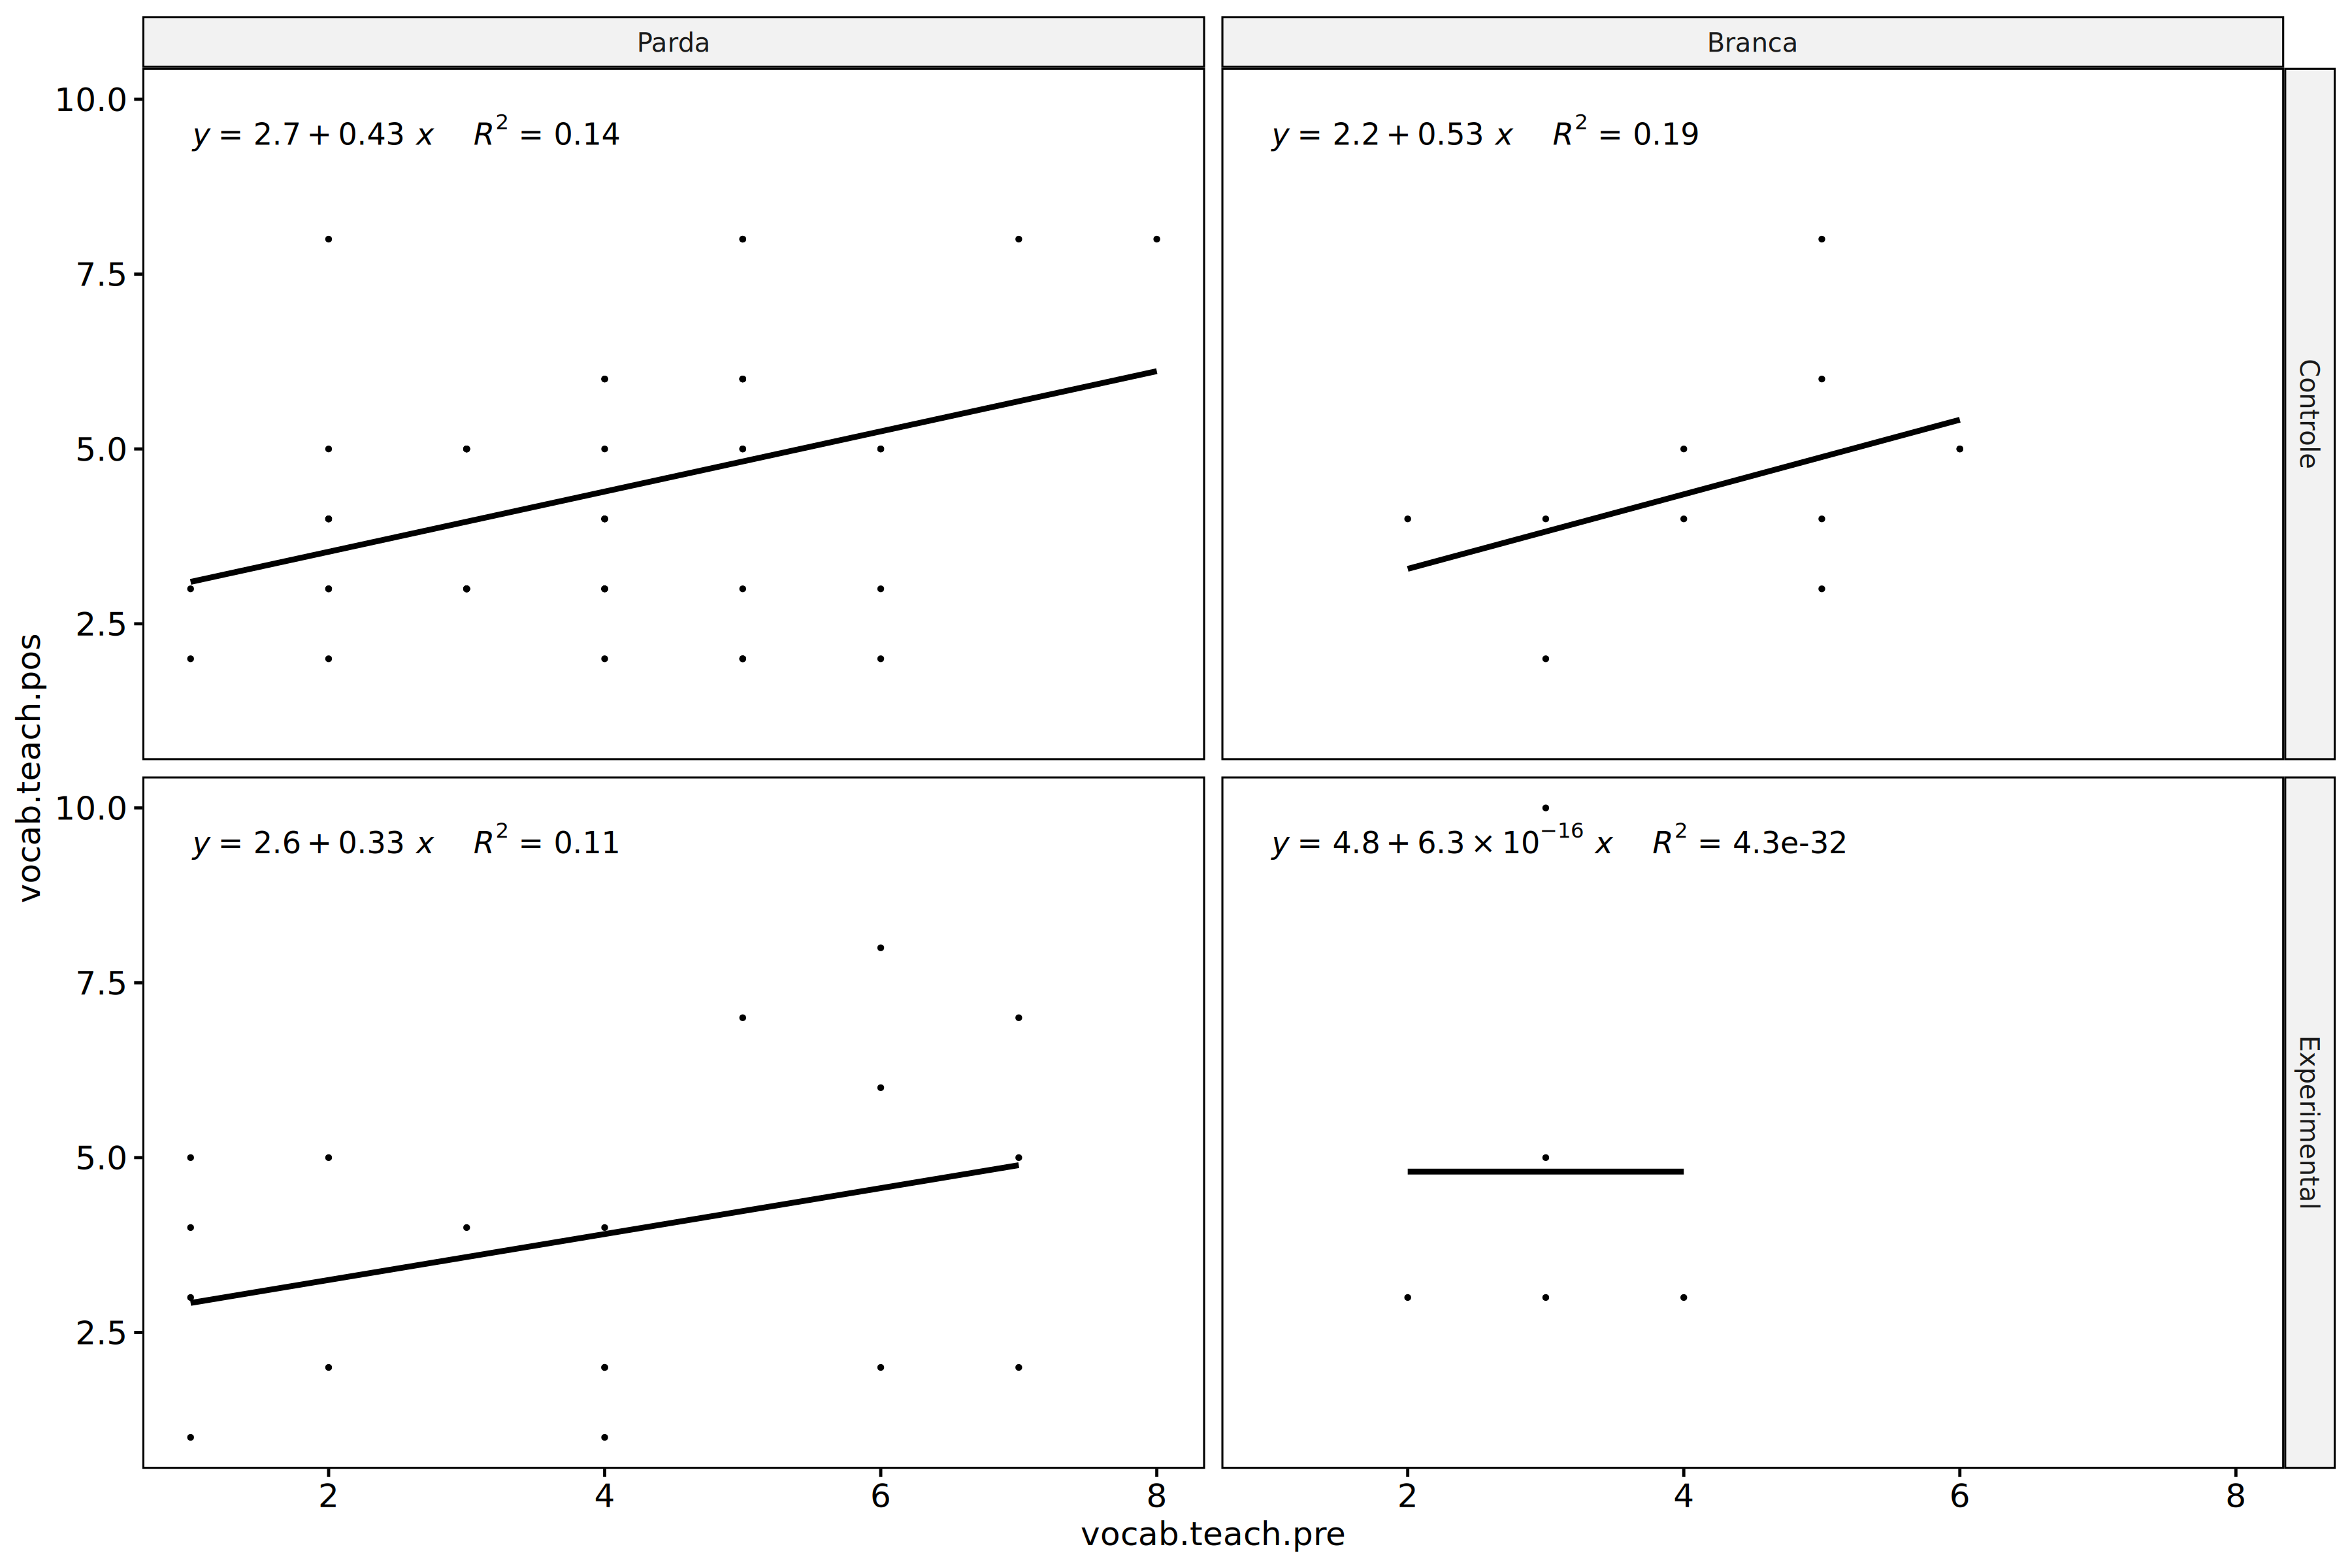 Parda
Branca
10.0
7.5
5.0
2.5
y = 2.7 + 0.43 x R² = 0.14
y = 2.2 + 0.53 x R² = 0.19
Controle
vocab.teach.pos
10.0
7.5
5.0
2.5
y = 2.6 + 0.33 x R² = 0.11
y = 4.8 + 6.3 × 10⁻¹⁶ x R² = 4.3e-32
Experimental
2 4 6 8
2 4 6 8
vocab.teach.pre